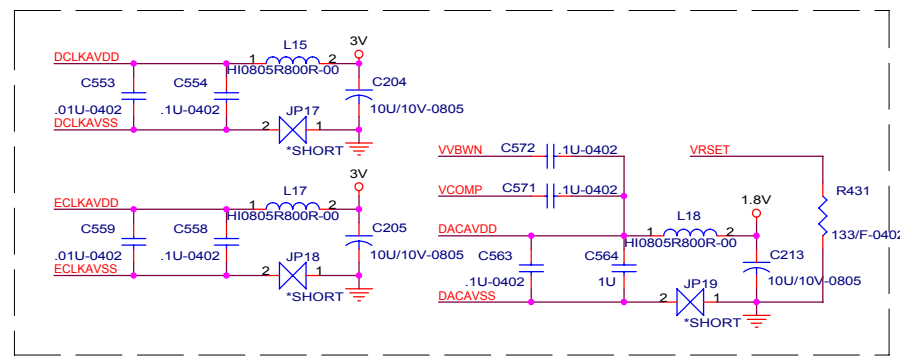 L15
3V
DCLKAVDD
1
2
HI0805R800R-00
C553
C554
C204
.01U-0402
.1U-0402
10U/10V-0805
JP17
DCLKAVSS
2
1
*SHORT
VVBWN
C572
.1U-0402
VRSET
3V
VCOMP
C571
.1U-0402
R431
L17
ECLKAVDD
1
2
HI0805R800R-00
1.8V
133/F-0402
C559
C558
C205
DACAVDD
L18
1
2
HI0805R800R-00
.01U-0402
.1U-0402
10U/10V-0805
C563
C564
C213
JP18
ECLKAVSS
2
1
.1U-0402
1U
10U/10V-0805
*SHORT
JP19
DACAVSS
2
1
*SHORT